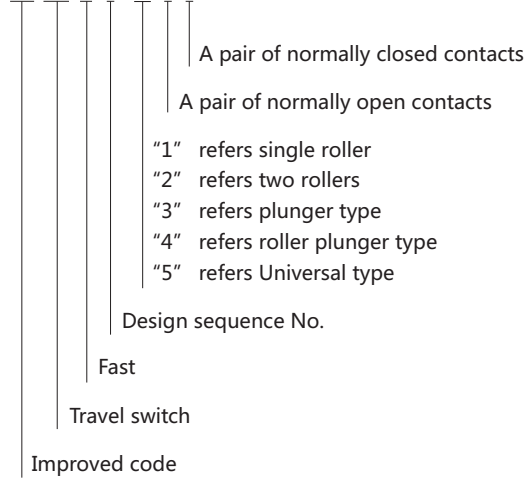 A pair of normally closed contacts
A pair of normally open contacts
"1" refers single roller
"2" refers two rollers
"3" refers plunger type
"4" refers roller plunger type
"5" refers Universal type
Design sequence No.
Fast
Travel switch
Improved code